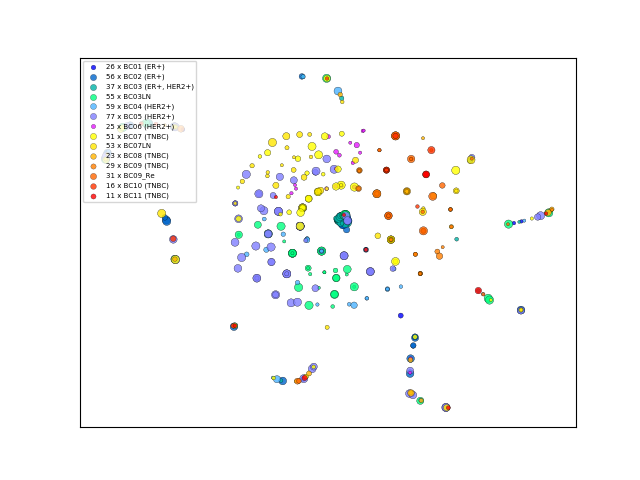 26 x BC01 (ER+)
56 x BC02 (ER+)
37 x BC03 (ER+, HER2+)
55 x BC03LN
59 x BC04 (HER2+)
77 x BC05 (HER2+)
25 x BC06 (HER2+)
51 x BC07 (TNBC)
53 x BC07LN
23 x BC08 (TNBC)
29 x BC09 (TNBC)
31 x BC09_Re
16 x BC10 (TNBC)
11 x BC11 (TNBC)